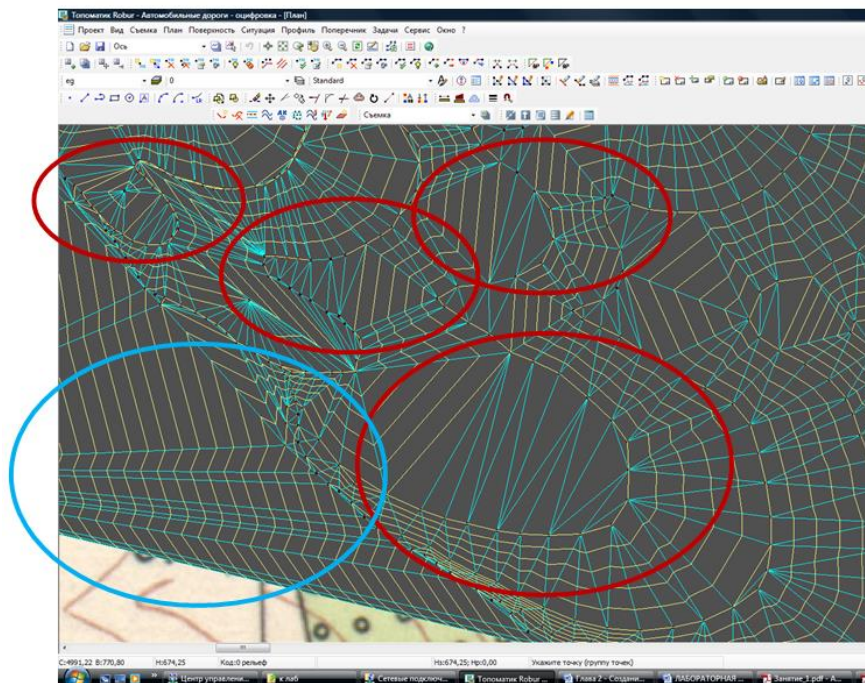 Топоматик Robur - Автомобильные дороги - оцифровка - [План]
Проект Вид Съемка План Поверхность Ситуация Профиль Поперечник Задачи Сервис Окно ?
Ось
eg 0 Standard
Съемка
С:4991,22 В:770,80 Н:674,25 Код:0 рельеф Hs:674,25; Hp:0,00 Укажите точку (группу точек)
Центр управлени... к лаб Сетевые подключ... Топоматик Robur ... Глава 2 - Создани... ЛАБОРАТОРНАЯ ... Занятие_1.pdf - A...